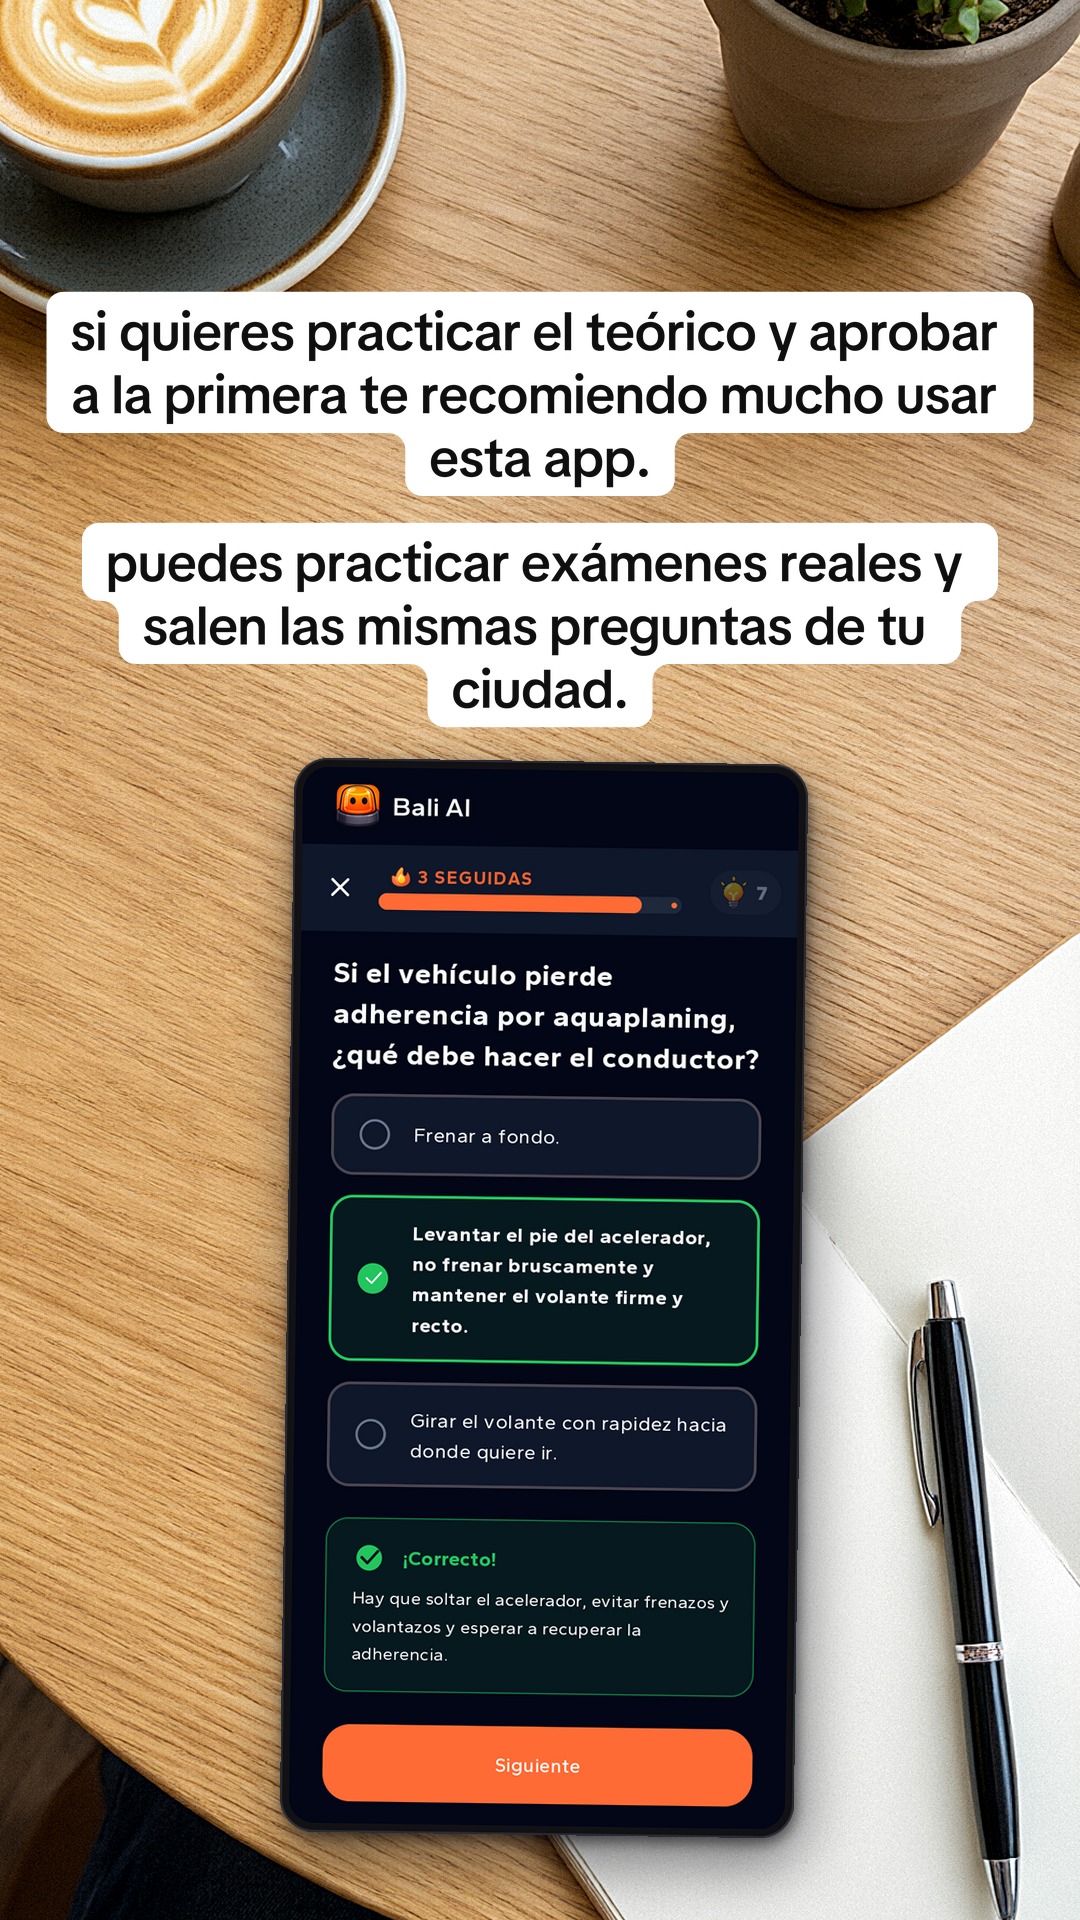 si quieres practicar el teórico y aprobar
a la primera te recomiendo mucho usar
esta app.
puedes practicar exámenes reales y
salen las mismas preguntas de tu
ciudad.
Bali AI
3 SEGUIDAS
7
Si el vehículo pierde
adherencia por aquaplaning,
¿qué debe hacer el conductor?
Frenar a fondo.
Levantar el pie del acelerador,
no frenar bruscamente y
mantener el volante firme y
recto.
Girar el volante con rapidez hacia
donde quiere ir.
¡Correcto!
Hay que soltar el acelerador, evitar frenazos y
volantazos y esperar a recuperar la
adherencia.
Siguiente